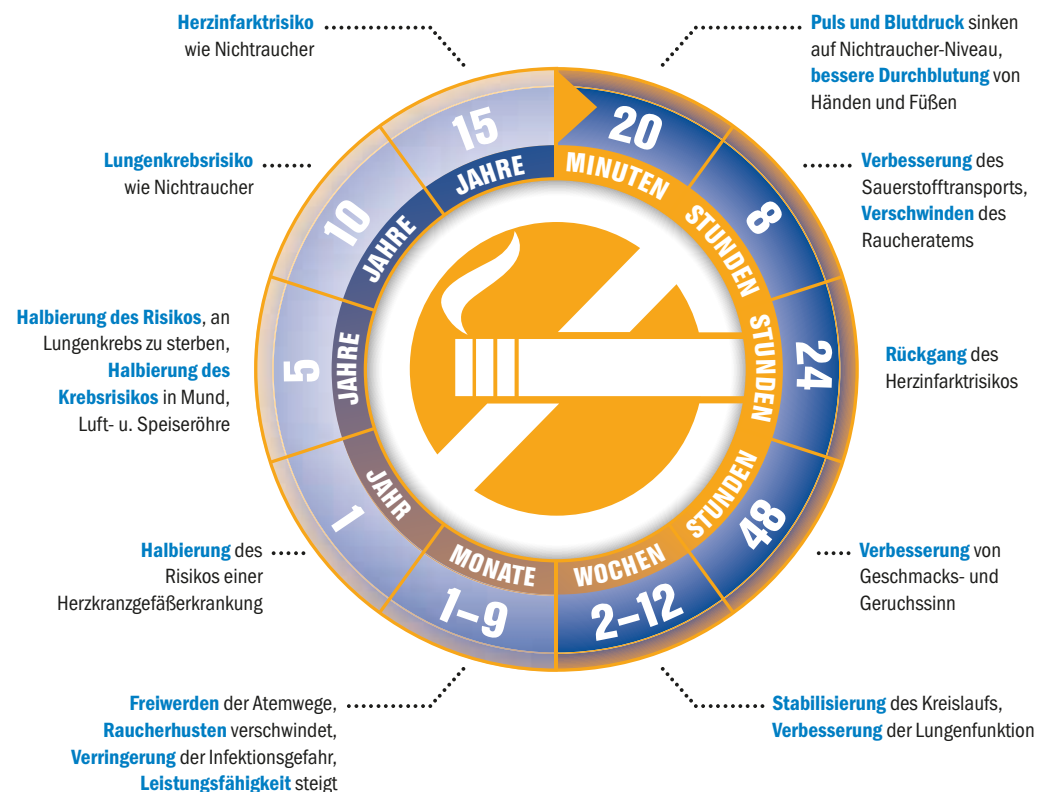 20
MINUTEN
Puls und Blutdruck sinken
auf Nichtraucher-Niveau,
bessere Durchblutung von
Händen und Füßen
8
STUNDEN
Verbesserung des
Sauerstofftransports,
Verschwinden des
Raucheratems
24
STUNDEN
Rückgang des
Herzinfarktrisikos
48
STUNDEN
Verbesserung von
Geschmacks- und
Geruchssinn
2–12
WOCHEN
Stabilisierung des Kreislaufs,
Verbesserung der Lungenfunktion
1–9
MONATE
Freiwerden der Atemwege,
Raucherhusten verschwindet,
Verringerung der Infektionsgefahr,
Leistungsfähigkeit steigt
1
JAHR
Halbierung des
Risikos einer
Herzkranzgefäßerkrankung
5
JAHRE
Halbierung des Risikos, an
Lungenkrebs zu sterben,
Halbierung des
Krebsrisikos in Mund,
Luft- u. Speiseröhre
10
JAHRE
Lungenkrebsrisiko
wie Nichtraucher
15
JAHRE
Herzinfarktrisiko
wie Nichtraucher